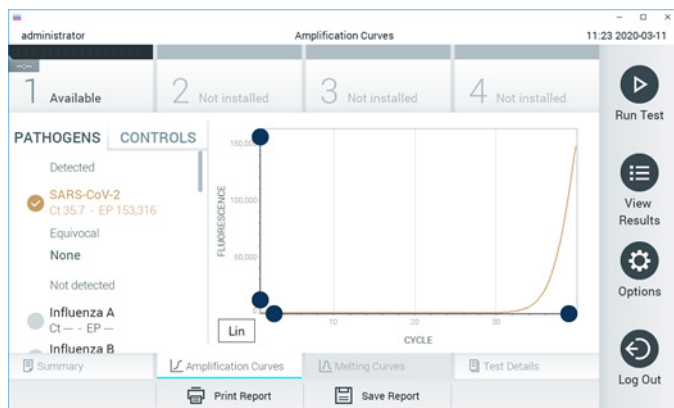 administrator
Amplification Curves
11:23 2020-03-11
--:--
1 Available
2 Not installed
3 Not installed
4 Not installed
Run Test
PATHOGENS CONTROLS
Detected
SARS-CoV-2
Ct 35.7 - EP 153,316
Equivocal
None
Not detected
Influenza A
Ct --- - EP ---
Influenza B
150,000
100,000
50,000
0
FLUORESCENCE
10
20
30
CYCLE
Lin
View
Results
Options
Log Out
Summary
Amplification Curves
Melting Curves
Test Details
Print Report
Save Report